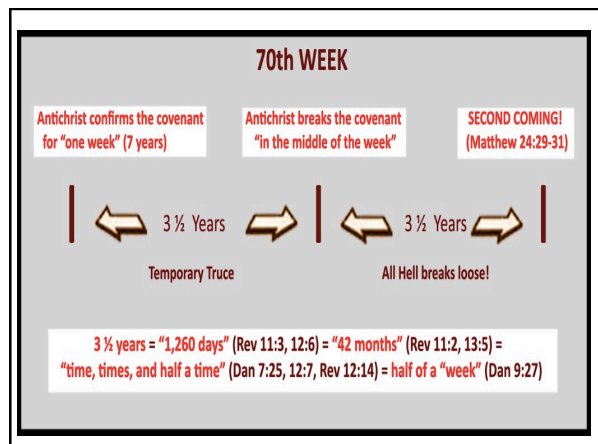 70th WEEK
Antichrist confirms the covenant
for “one week” (7 years)
Antichrist breaks the covenant
“in the middle of the week”
SECOND COMING!
(Matthew 24:29-31)
3 ½ Years
3 ½ Years
Temporary Truce
All Hell breaks loose!
3 ½ years = “1,260 days” (Rev 11:3, 12:6) = “42 months” (Rev 11:2, 13:5) =
“time, times, and half a time” (Dan 7:25, 12:7, Rev 12:14) = half of a “week” (Dan 9:27)